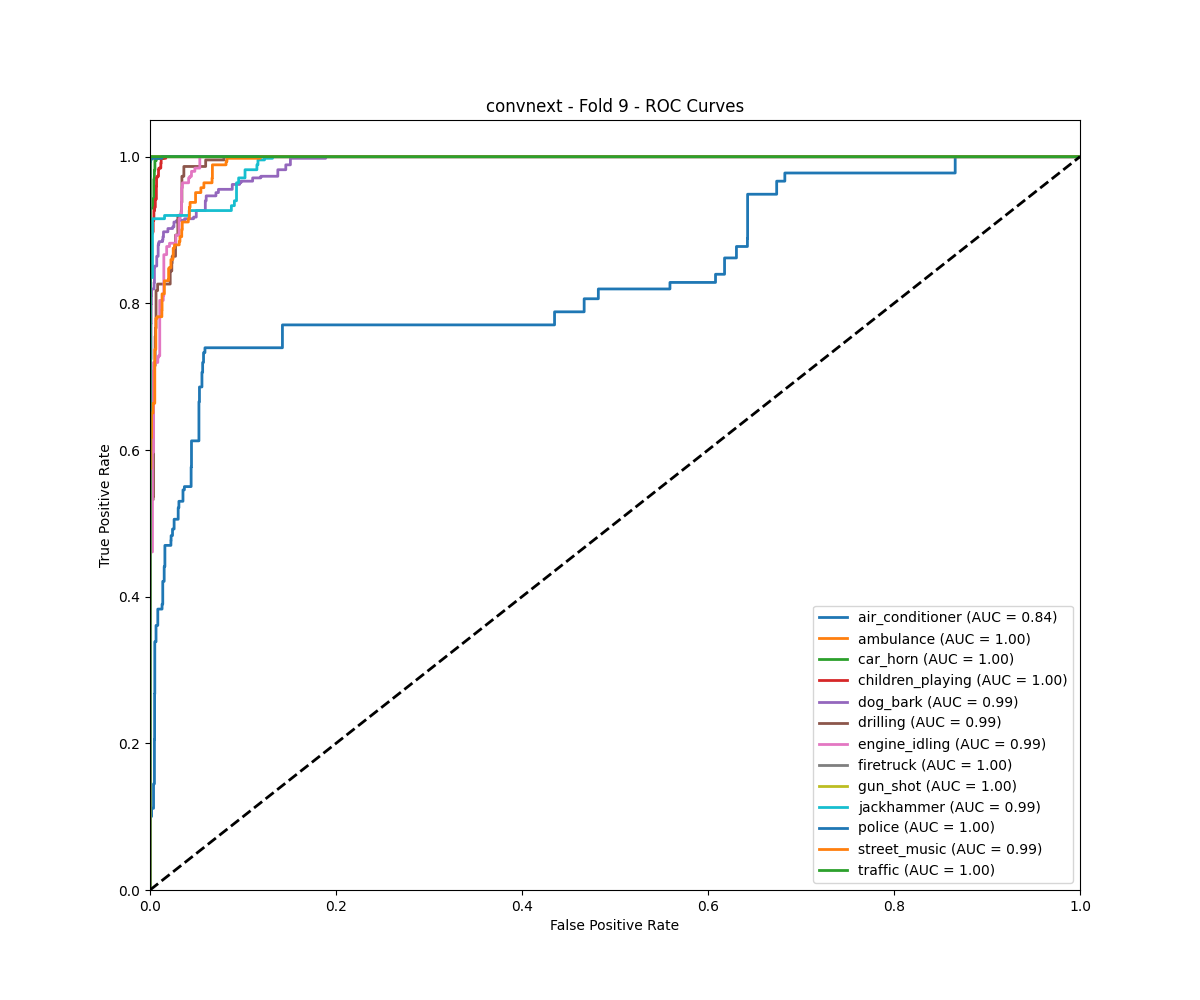 convnext - Fold 9 - ROC Curves
1.0
0.8
0.6
0.4
0.2
0.0
True Positive Rate
air_conditioner (AUC = 0.84)
ambulance (AUC = 1.00)
car_horn (AUC = 1.00)
children_playing (AUC = 1.00)
dog_bark (AUC = 0.99)
drilling (AUC = 0.99)
engine_idling (AUC = 0.99)
firetruck (AUC = 1.00)
gun_shot (AUC = 1.00)
jackhammer (AUC = 0.99)
police (AUC = 1.00)
street_music (AUC = 0.99)
traffic (AUC = 1.00)
0.0 0.2 0.4 0.6 0.8 1.0
False Positive Rate